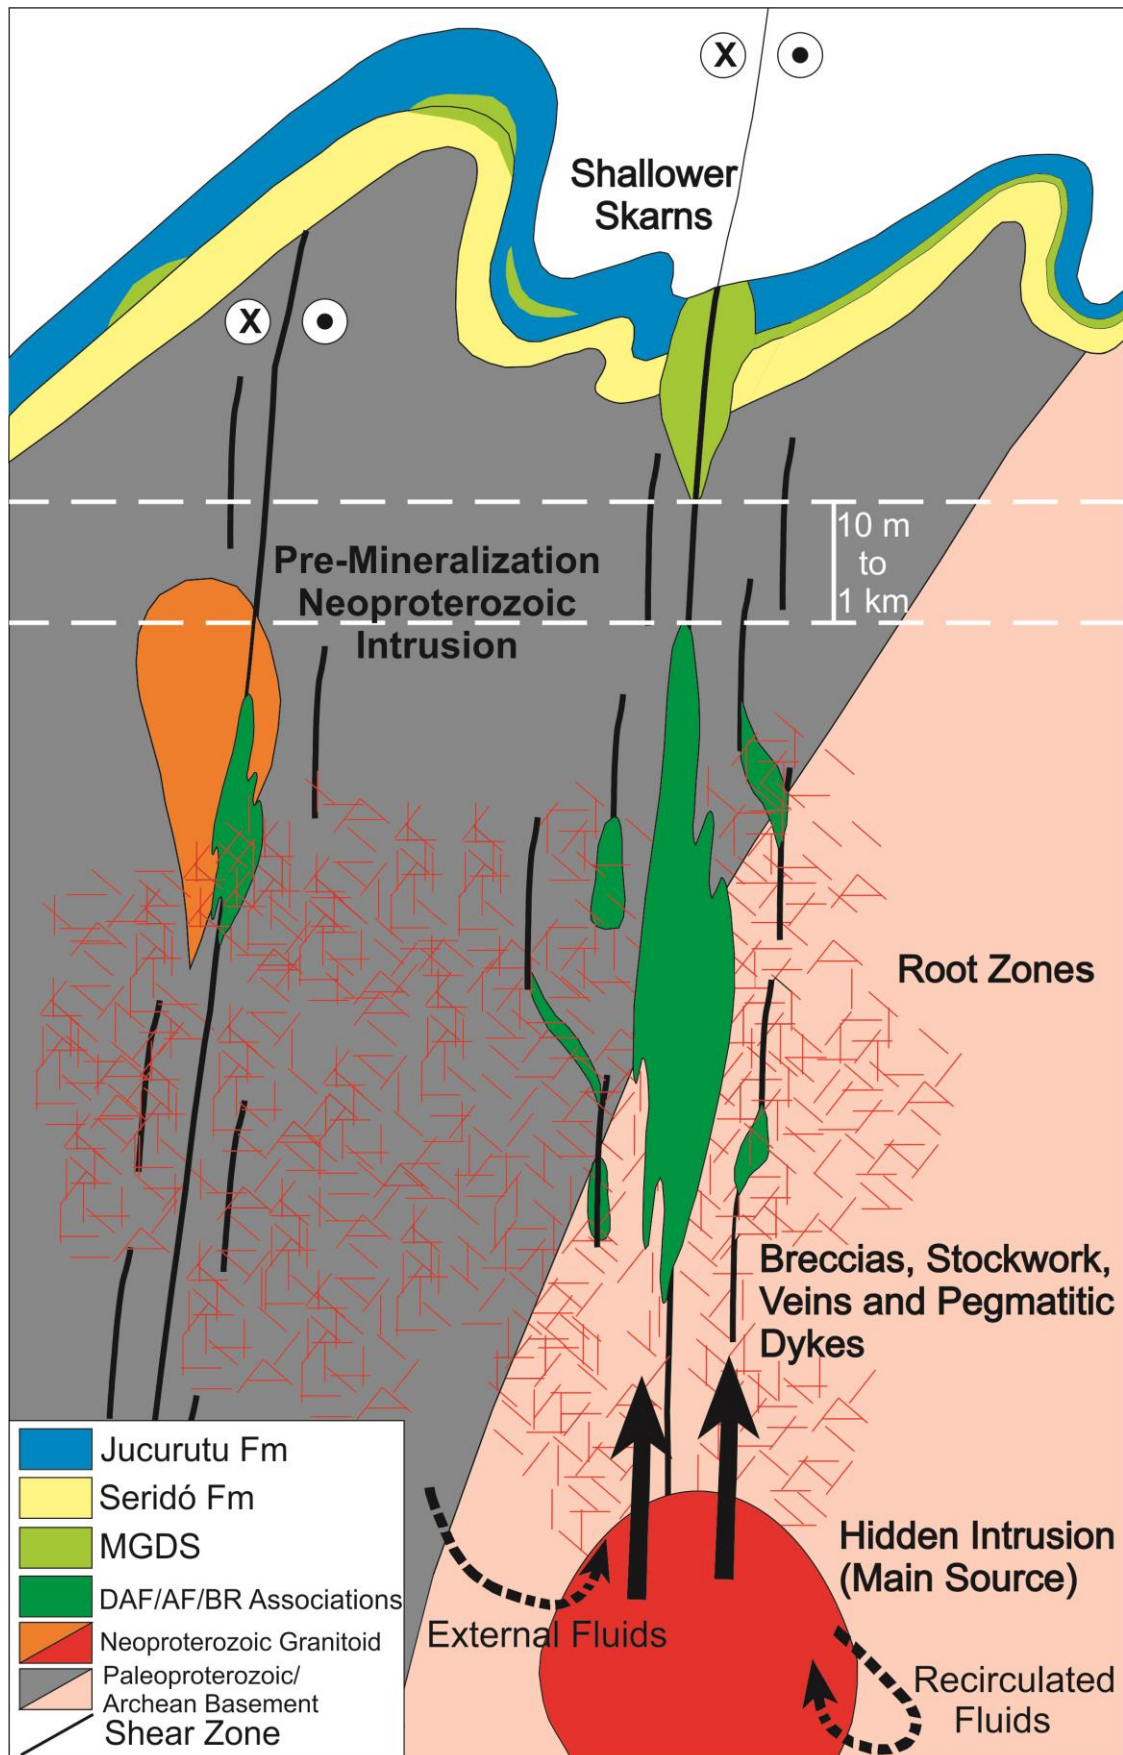 X
Shallower
Skarns
X
10 m
to
1 km
Pre-Mineralization
Neoproterozoic
Intrusion
Root Zones
Breccias, Stockwork,
Veins and Pegmatitic
Dykes
Hidden Intrusion
(Main Source)
External Fluids
Recirculated
Fluids
Jucurutu Fm
Seridó Fm
MGDS
DAF/AF/BR Associations
Neoproterozoic Granitoid
Paleoproterozoic/
Archean Basement
Shear Zone